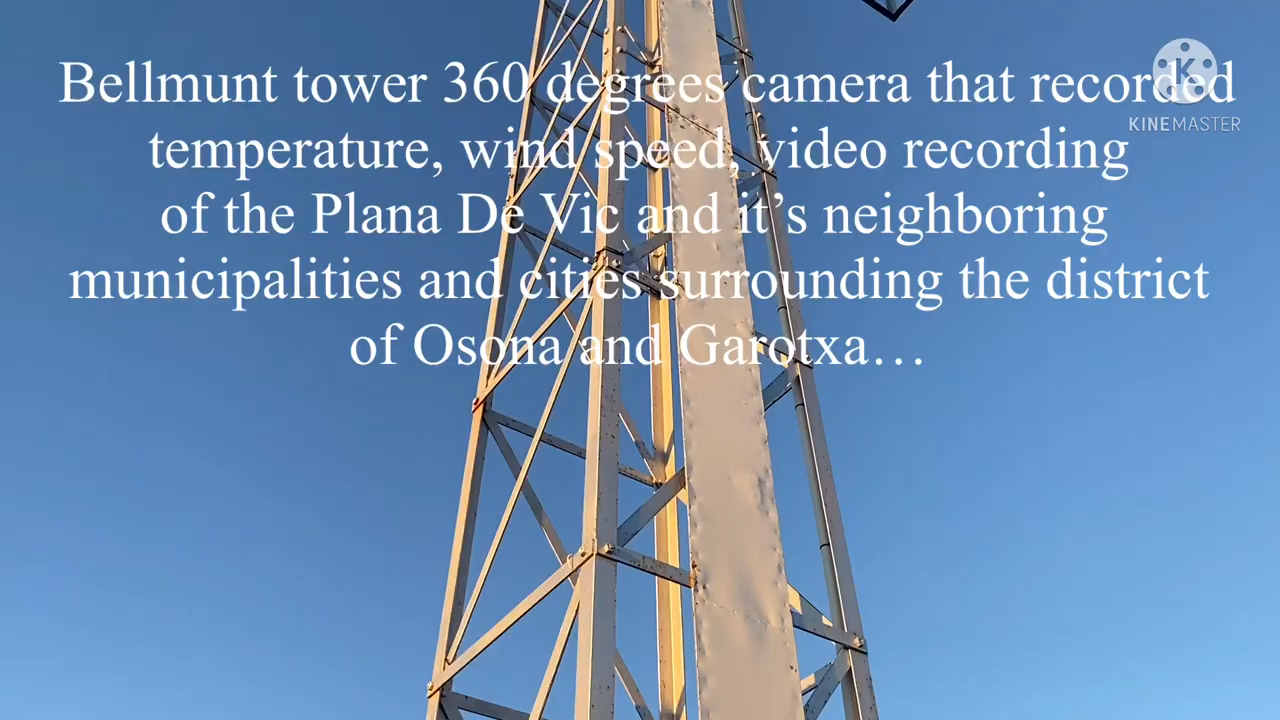 Bellmunt tower 360 degrees camera that recorded
temperature, wind speed, video recording
of the Plana De Vic and it’s neighboring
municipalities and cities surrounding the district
of Osona and Garotxa…
K
KINEMASTER